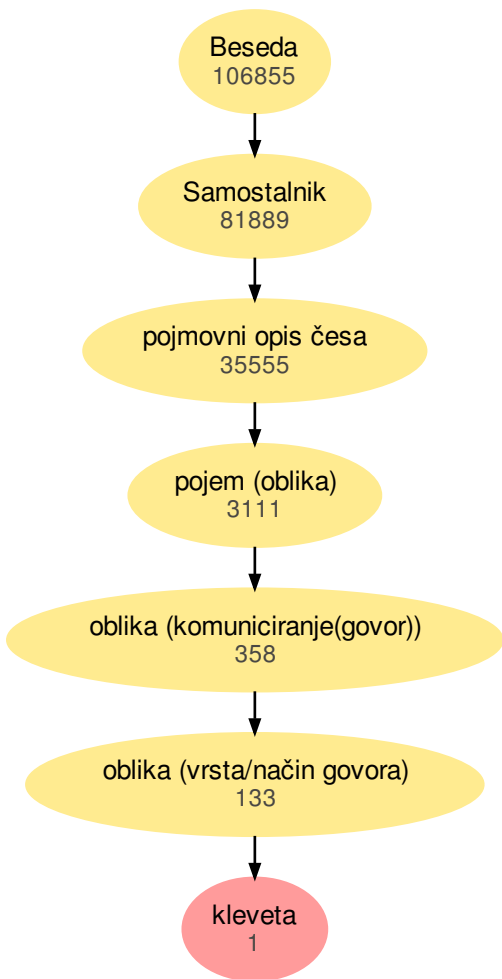 Beseda
106855
Samostalnik
81889
pojmovni opis česa
35555
pojem (oblika)
3111
oblika (komuniciranje(govor))
358
oblika (vrsta/način govora)
133
kleveta
1